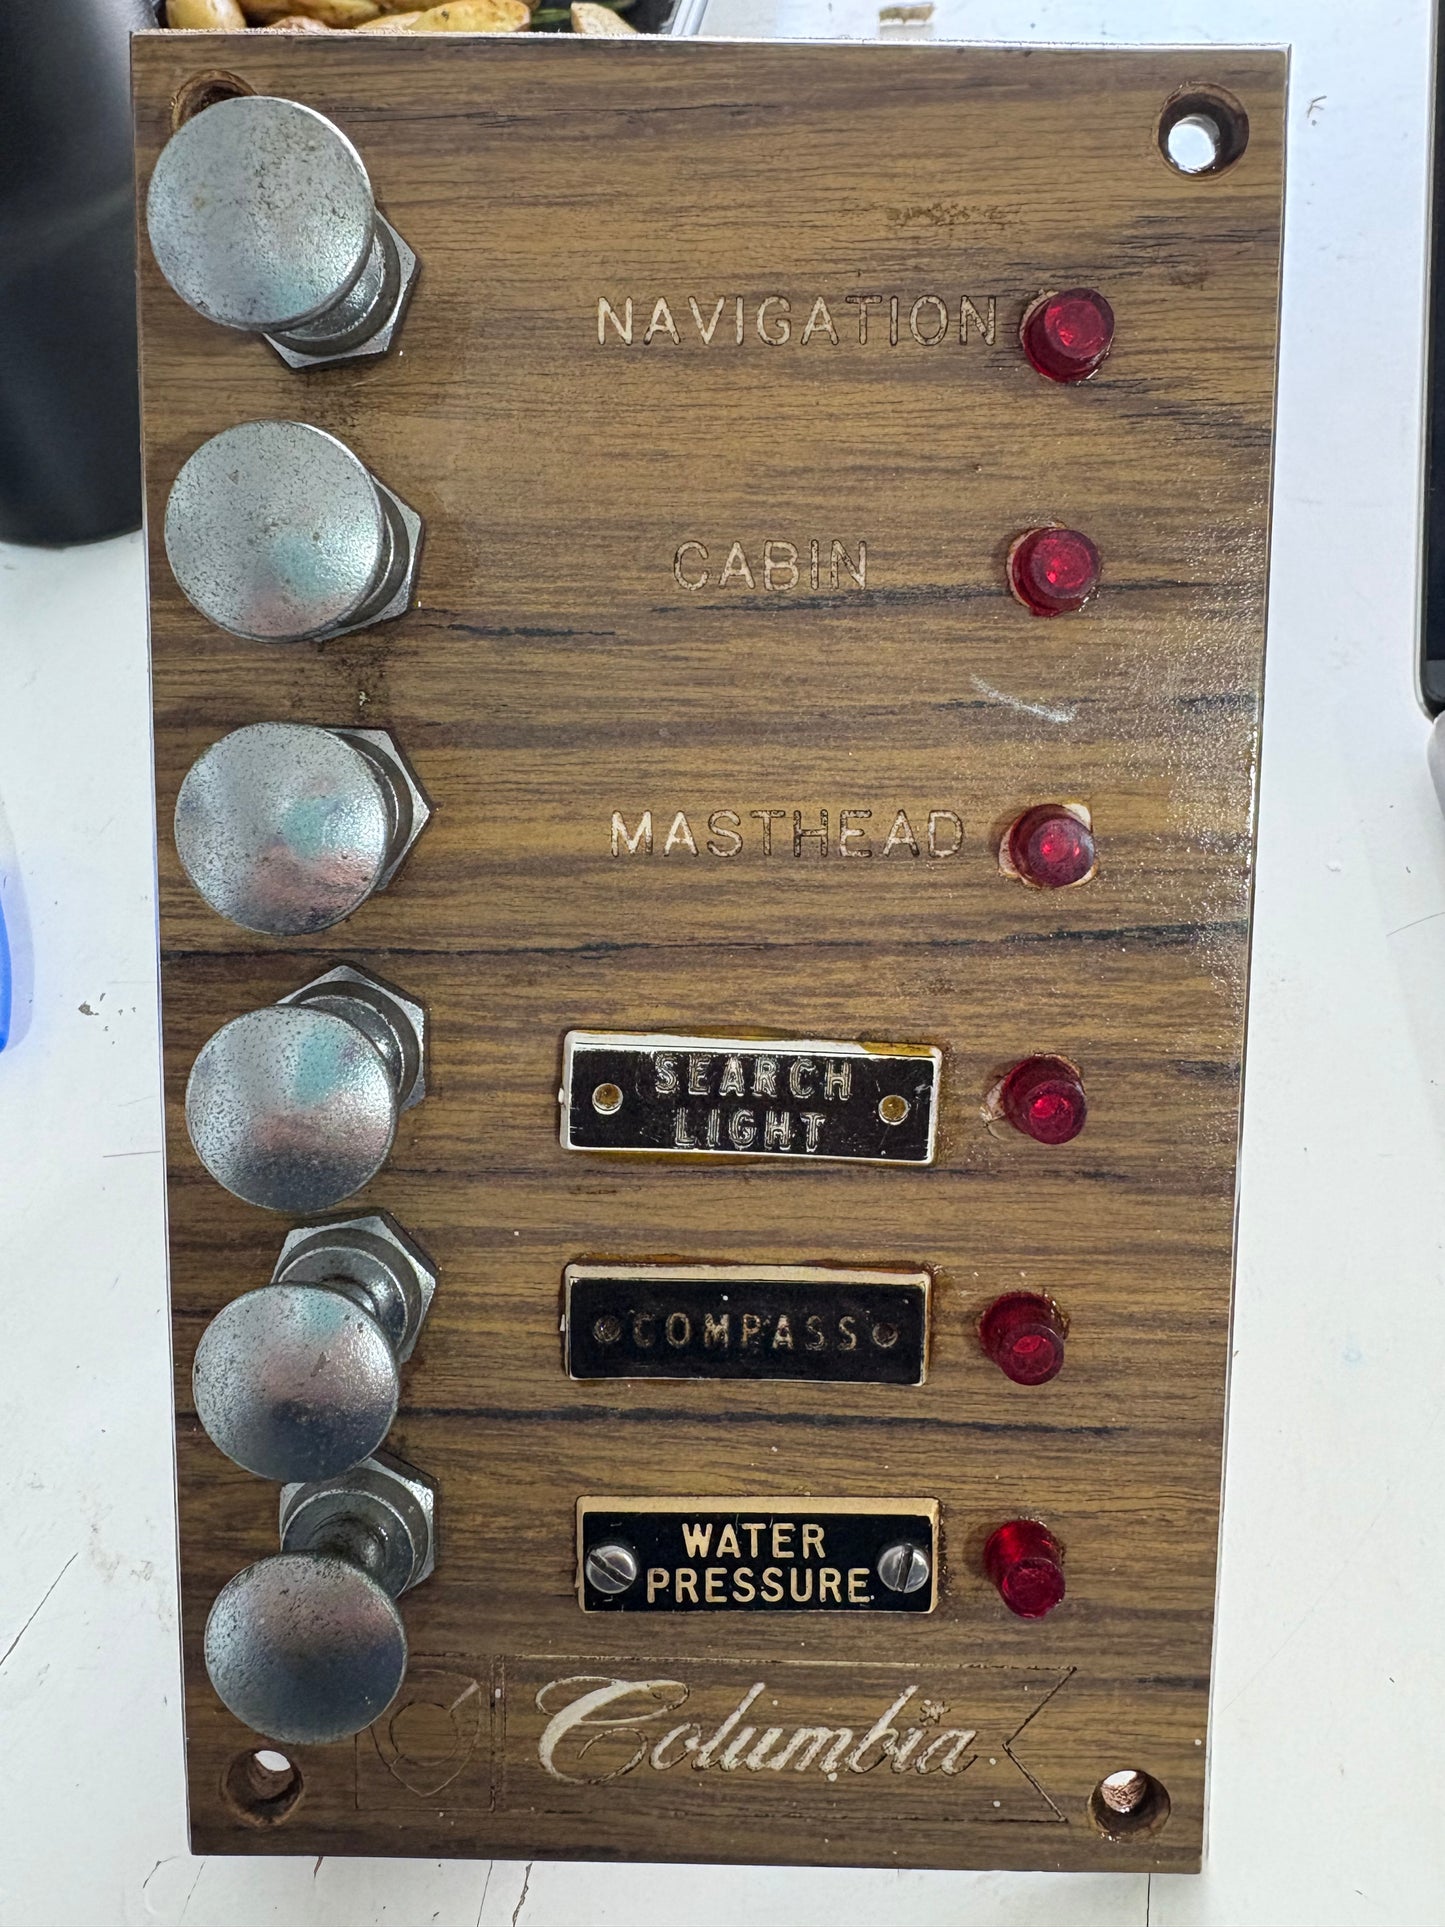 NAVIGATION
CABIN
MASTHEAD
SEARCH
LIGHT
COMPASS
WATER
PRESSURE
Columbia